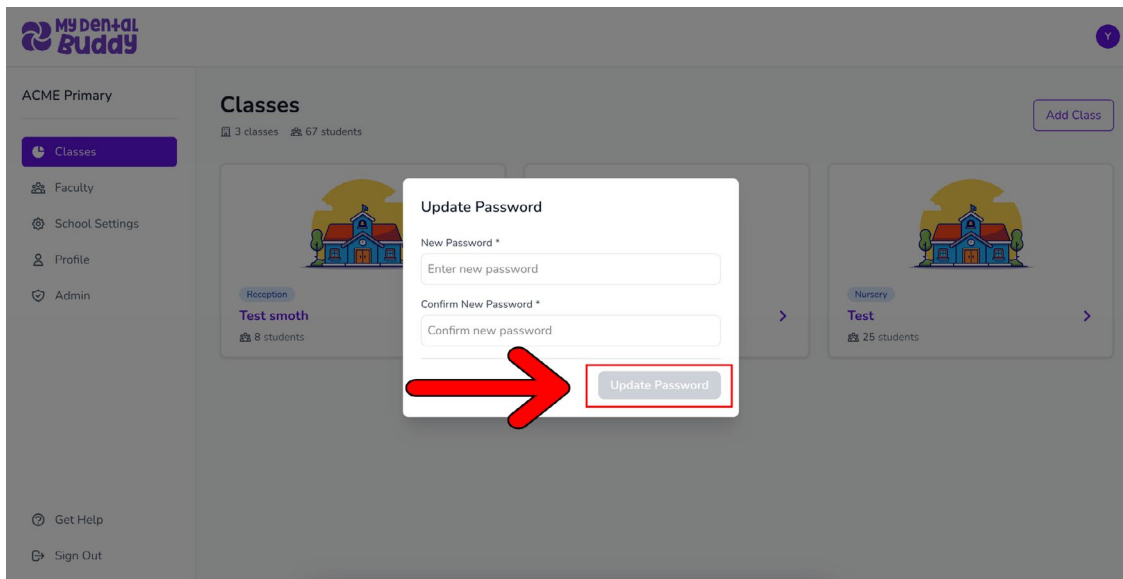 My Dental
Buddy
Y
ACME Primary
Classes
3 classes 67 students
Add Class
Classes
Faculty
School Settings
Profile
Admin
Update Password
New Password *
Enter new password
Confirm New Password *
Confirm new password
Update Password
Reception
Test smoth
8 students
Nursery
Test
25 students
Get Help
Sign Out